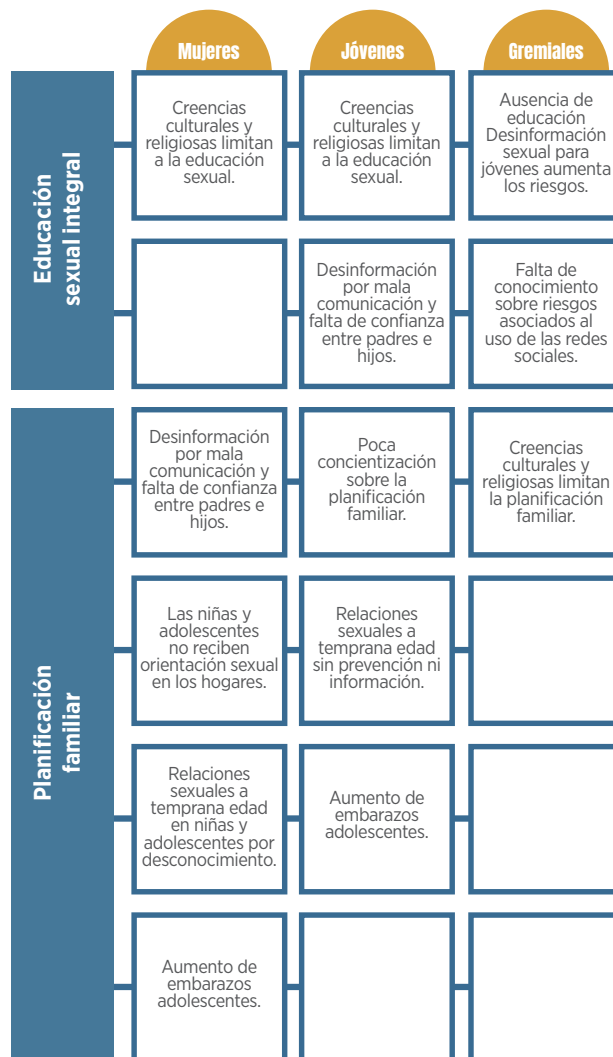 Mujeres
Jóvenes
Gremiales
Educación
sexual integral
Creencias
culturales y
religiosas limitan
a la educación
sexual.
Creencias
culturales y
religiosas limitan
a la educación
sexual.
Ausencia de
educación
Desinformación
sexual para
jóvenes aumenta
los riesgos.
Desinformación
por mala
comunicación y
falta de confianza
entre padres e
hijos.
Falta de
conocimiento
sobre riesgos
asociados al
uso de las redes
sociales.
Planificación
familiar
Desinformación
por mala
comunicación y
falta de confianza
entre padres e
hijos.
Poca
concientización
sobre la
planificación
familiar.
Creencias
culturales y
religiosas limitan
la planificación
familiar.
Las niñas y
adolescentes
no reciben
orientación sexual
en los hogares.
Relaciones
sexuales a
temprana edad
sin prevención ni
información.
Relaciones
sexuales a
temprana edad
en niñas y
adolescentes por
desconocimiento.
Aumento de
embarazos
adolescentes.
Aumento de
embarazos
adolescentes.